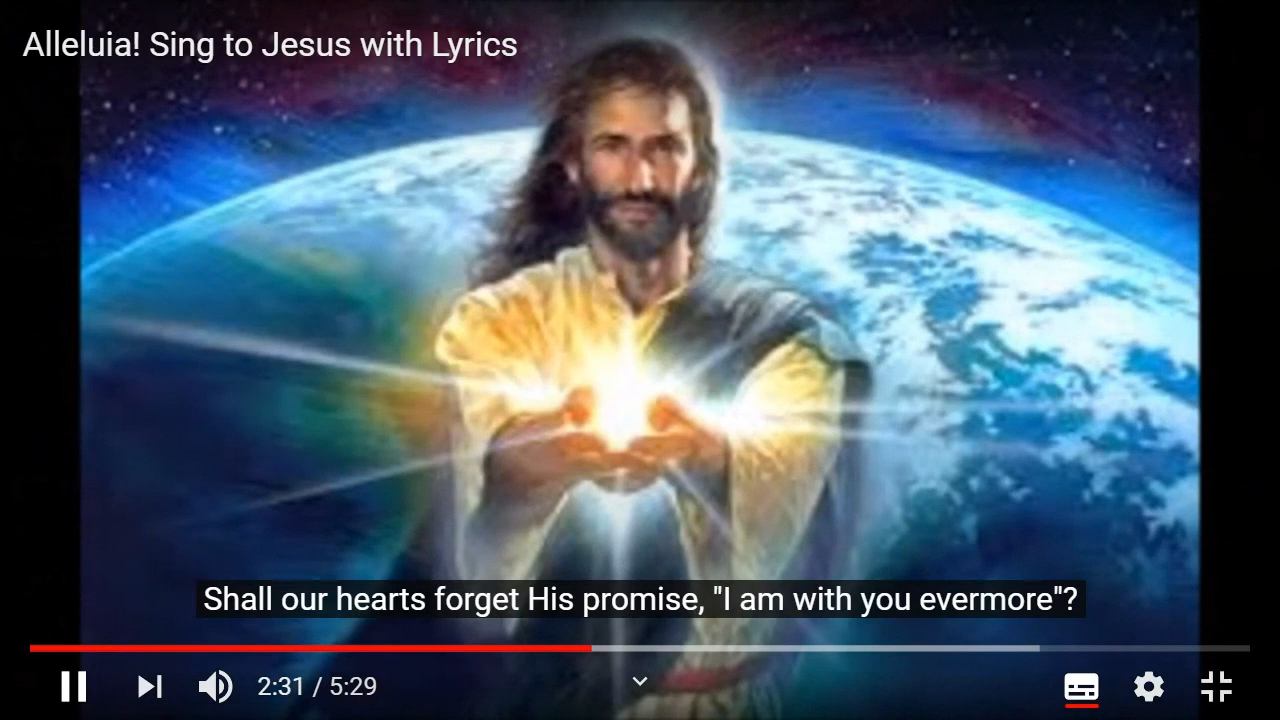 Alleluia! Sing to Jesus with Lyrics
Shall our hearts forget His promise, "I am with you evermore"?
2:31 / 5:29